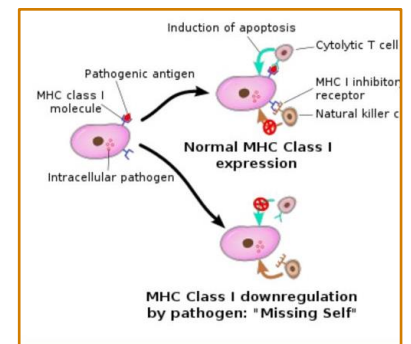 Induction of apoptosis
Cytolytic T cell
Pathogenic antigen
MHC class I
molecule
MHC I inhibitory
receptor
Natural killer c
Normal MHC Class I
expression
Intracellular pathogen
MHC Class I downregulation
by pathogen: "Missing Self"